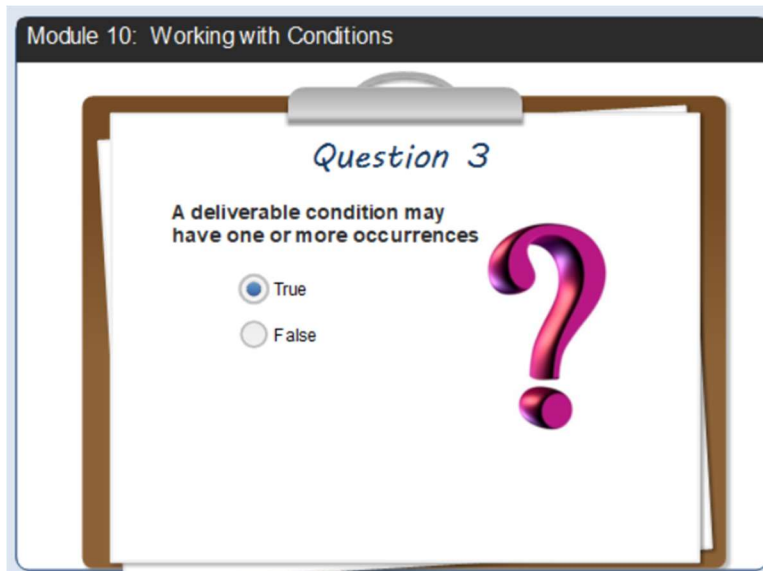 Module 10: Working with Conditions
Question 3
A deliverable condition may
have one or more occurrences
True
False